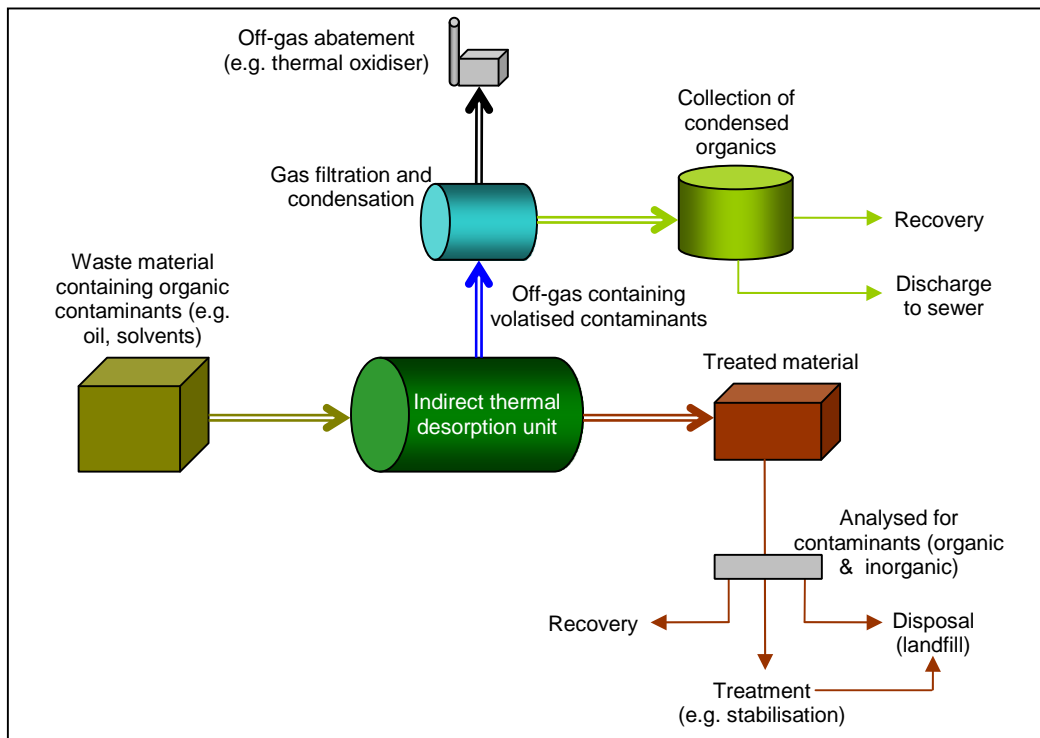 Off-gas abatement
(e.g. thermal oxidiser)
Collection of
condensed
organics
Gas filtration and
condensation
Recovery
Discharge
to sewer
Waste material
containing organic
contaminants (e.g.
oil, solvents)
Off-gas containing
volatised contaminants
Treated material
Indirect thermal
desorption unit
Analysed for
contaminants (organic
& inorganic)
Recovery
Disposal
(landfill)
Treatment
(e.g. stabilisation)